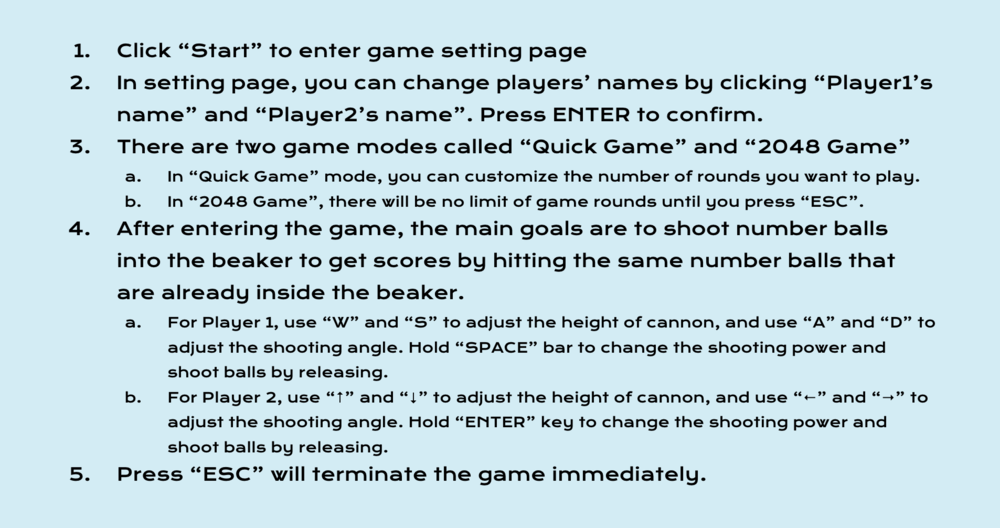 1. Click “Start” to enter game setting page
2. In setting page, you can change players’ names by clicking “Player1’s
name” and “Player2’s name”. Press ENTER to confirm.
3. There are two game modes called “Quick Game” and “2048 Game”
a. In “Quick Game” mode, you can customize the number of rounds you want to play.
b. In “2048 Game”, there will be no limit of game rounds until you press “ESC”.
4. After entering the game, the main goals are to shoot number balls
into the beaker to get scores by hitting the same number balls that
are already inside the beaker.
a. For Player 1, use “W” and “S” to adjust the height of cannon, and use “A” and “D” to
adjust the shooting angle. Hold “SPACE” bar to change the shooting power and
shoot balls by releasing.
b. For Player 2, use “↑” and “↓” to adjust the height of cannon, and use “←” and “→” to
adjust the shooting angle. Hold “ENTER” key to change the shooting power and
shoot balls by releasing.
5. Press “ESC” will terminate the game immediately.